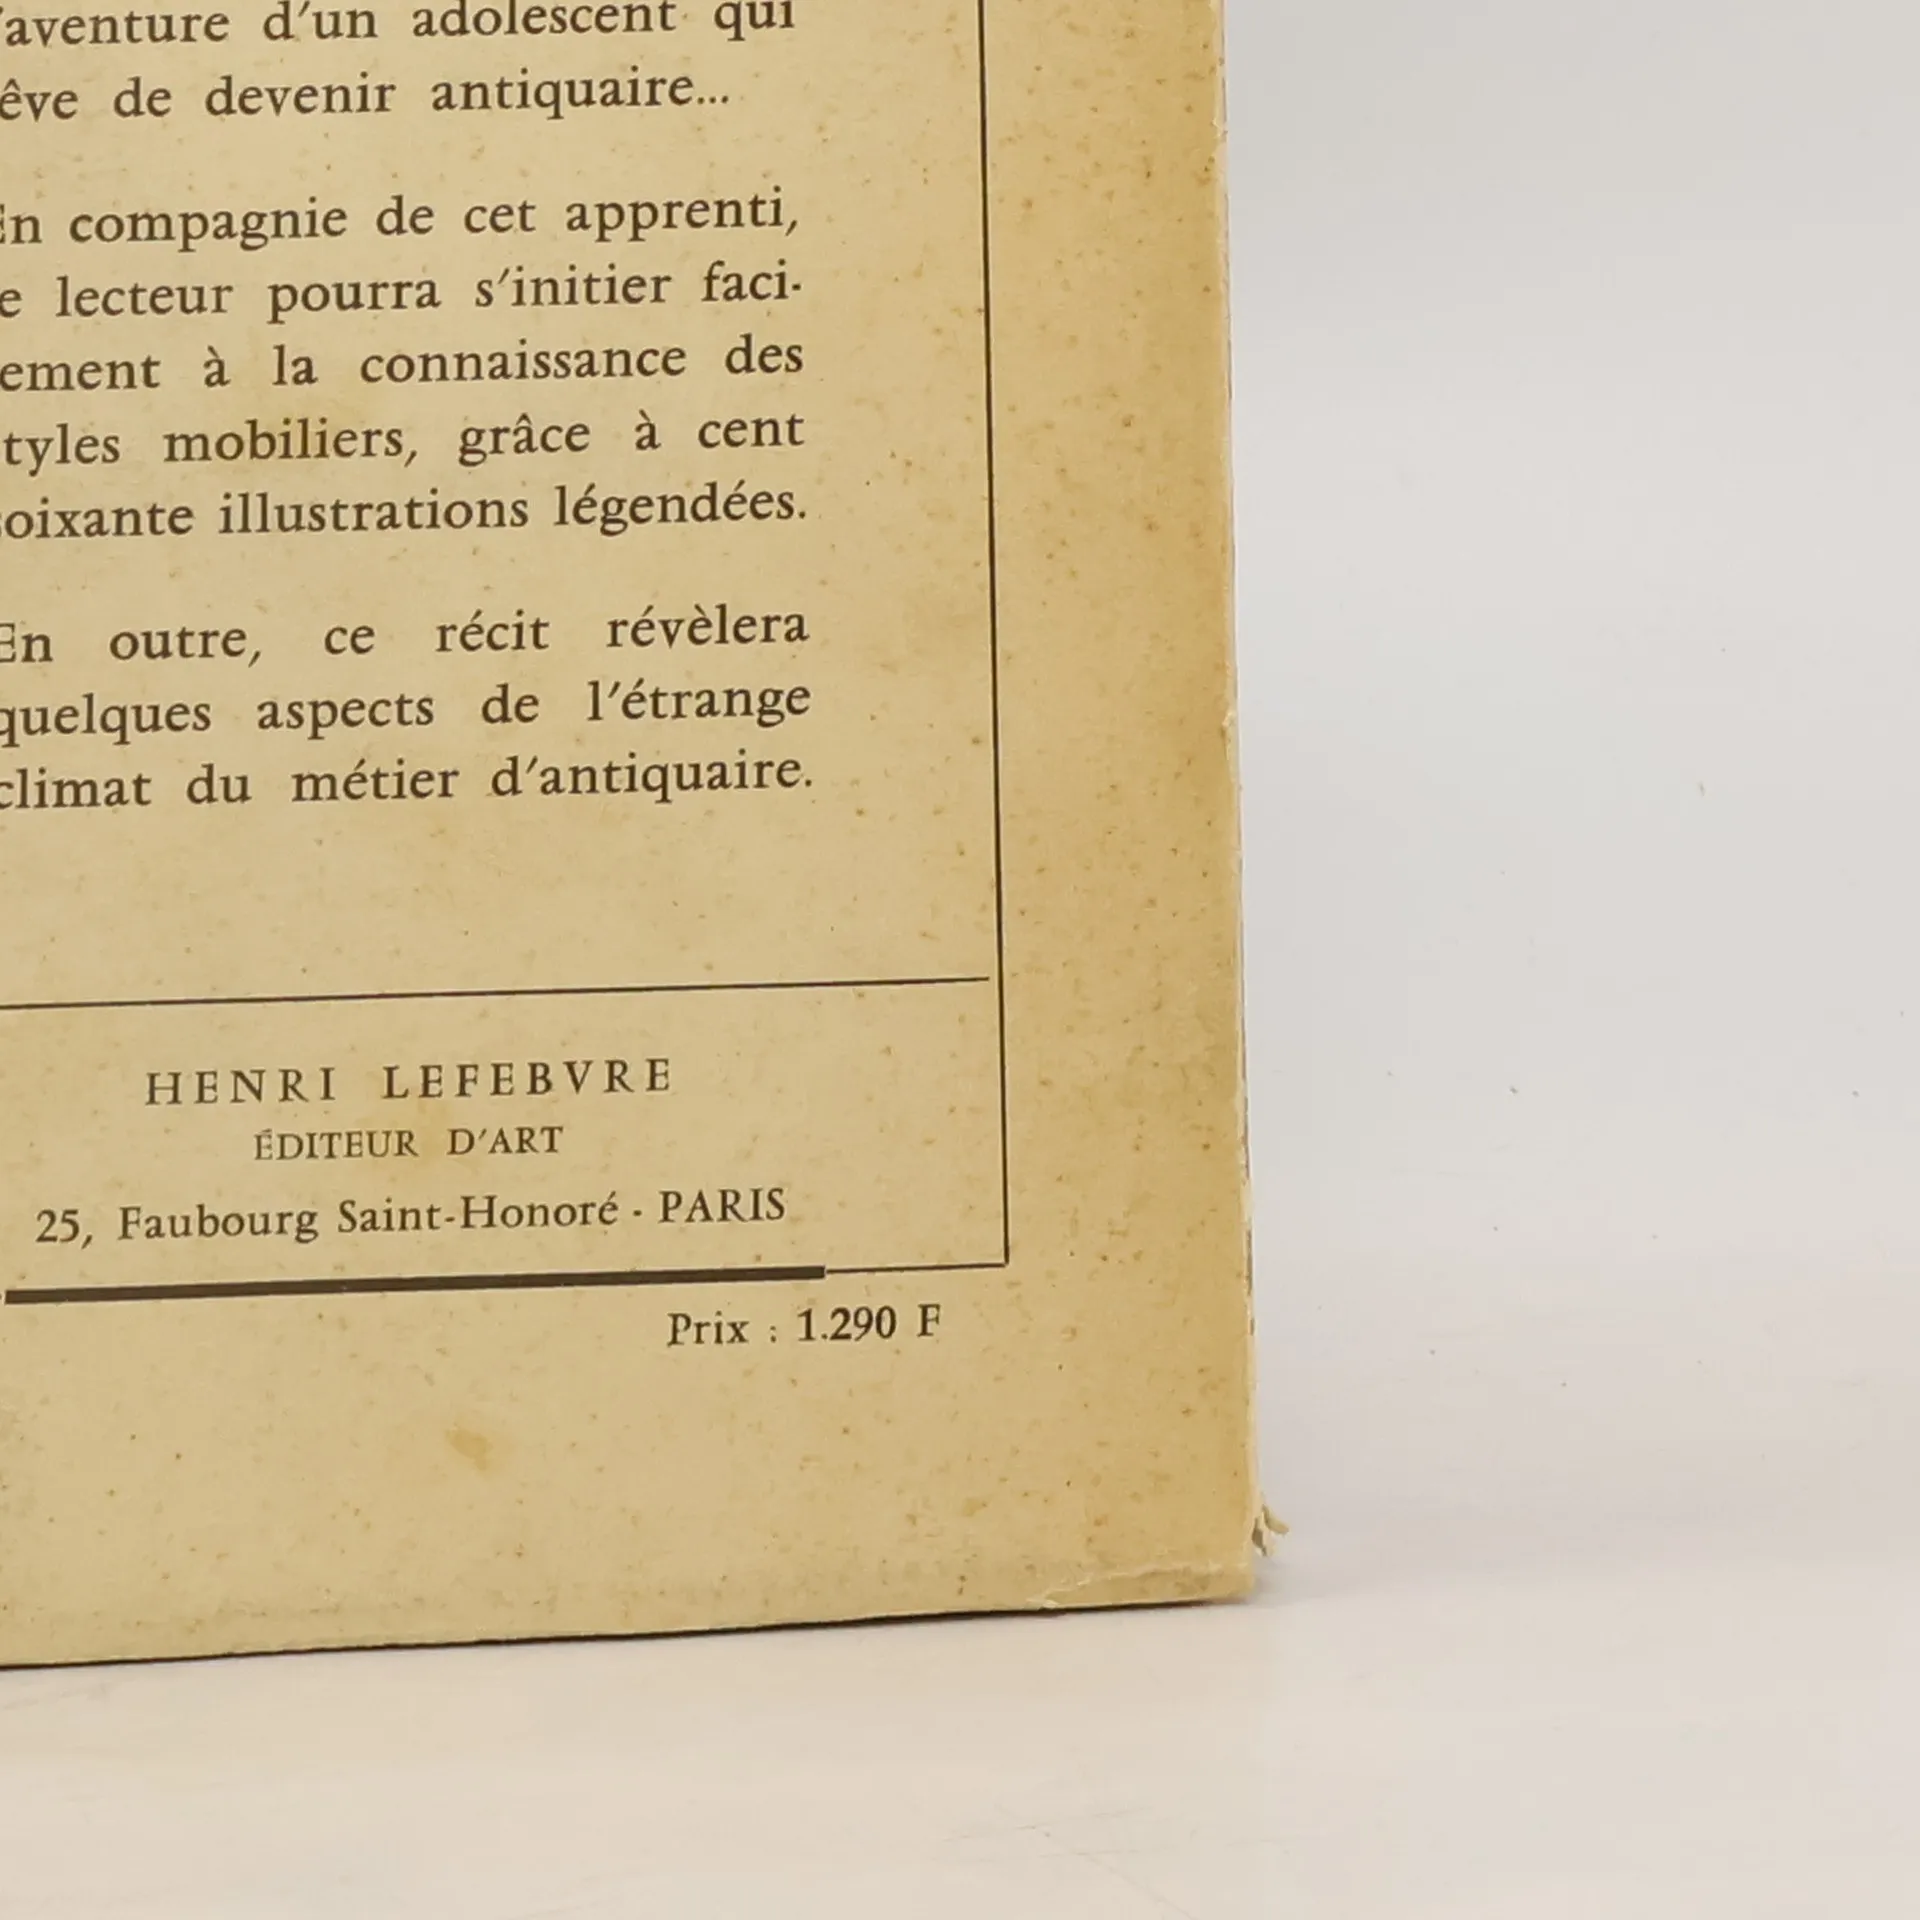 'aventure d'un adolescent qui
êve de devenir antiquaire...
En compagnie de cet apprenti,
e lecteur pourra s'initier faci-
ement à la connaissance des
tyles mobiliers, grâce à cent
soixante illustrations légendées.
En outre, ce récit révèlera
quelques aspects de l'étrange
climat du métier d'antiquaire.
HENRI LEFEBVRE
ÉDITEUR D'ART
25, Faubourg Saint-Honoré - PARIS
Prix : 1.290 F